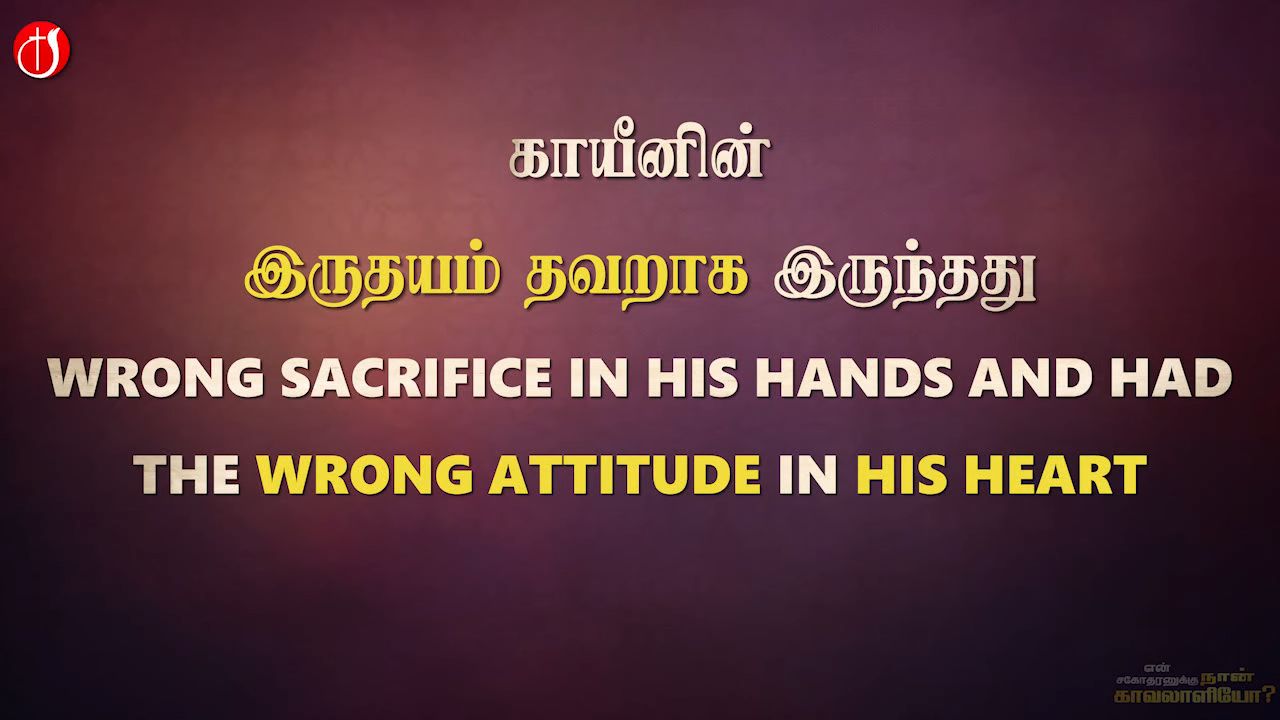 காயீனின்
இருதயம் தவறாக இருந்தது
WRONG SACRIFICE IN HIS HANDS AND HAD
THE WRONG ATTITUDE IN HIS HEART
என்
சகோதரனுக்கு நான்
காவலாளியோ?